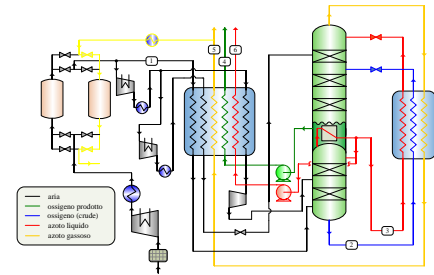 1
5
4
6
2
3
aria
ossigeno prodotto
ossigeno (crude)
azoto liquido
azoto gassoso